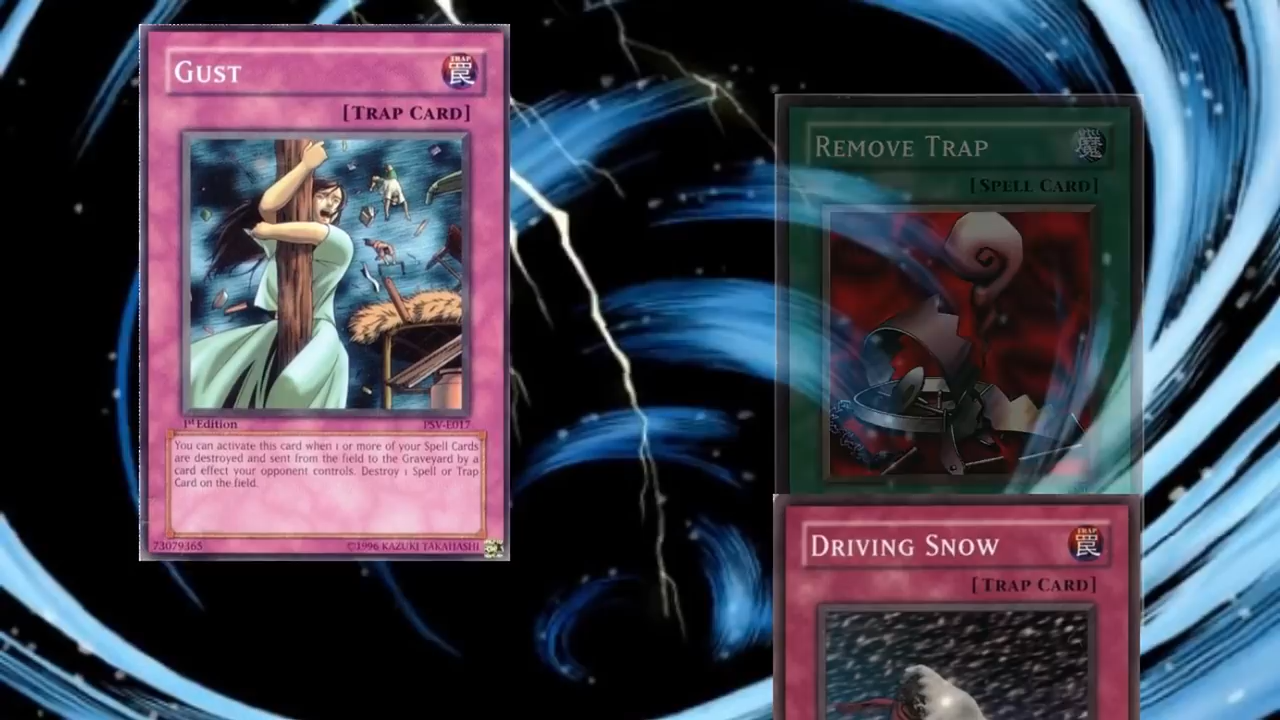 GUST
TRAP
罠
[TRAP CARD]
1st Edition
PSV-E017
You can activate this card when 1 or more of your Spell Cards
are destroyed and sent from the field to the Graveyard by a
card effect your opponent controls. Destroy 1 Spell or Trap
Card on the field.
73079365
©1996 KAZUKI TAKAHASHI
REMOVE TRAP
魔
[SPELL CARD]
DRIVING SNOW
TRAP
罠
[TRAP CARD]